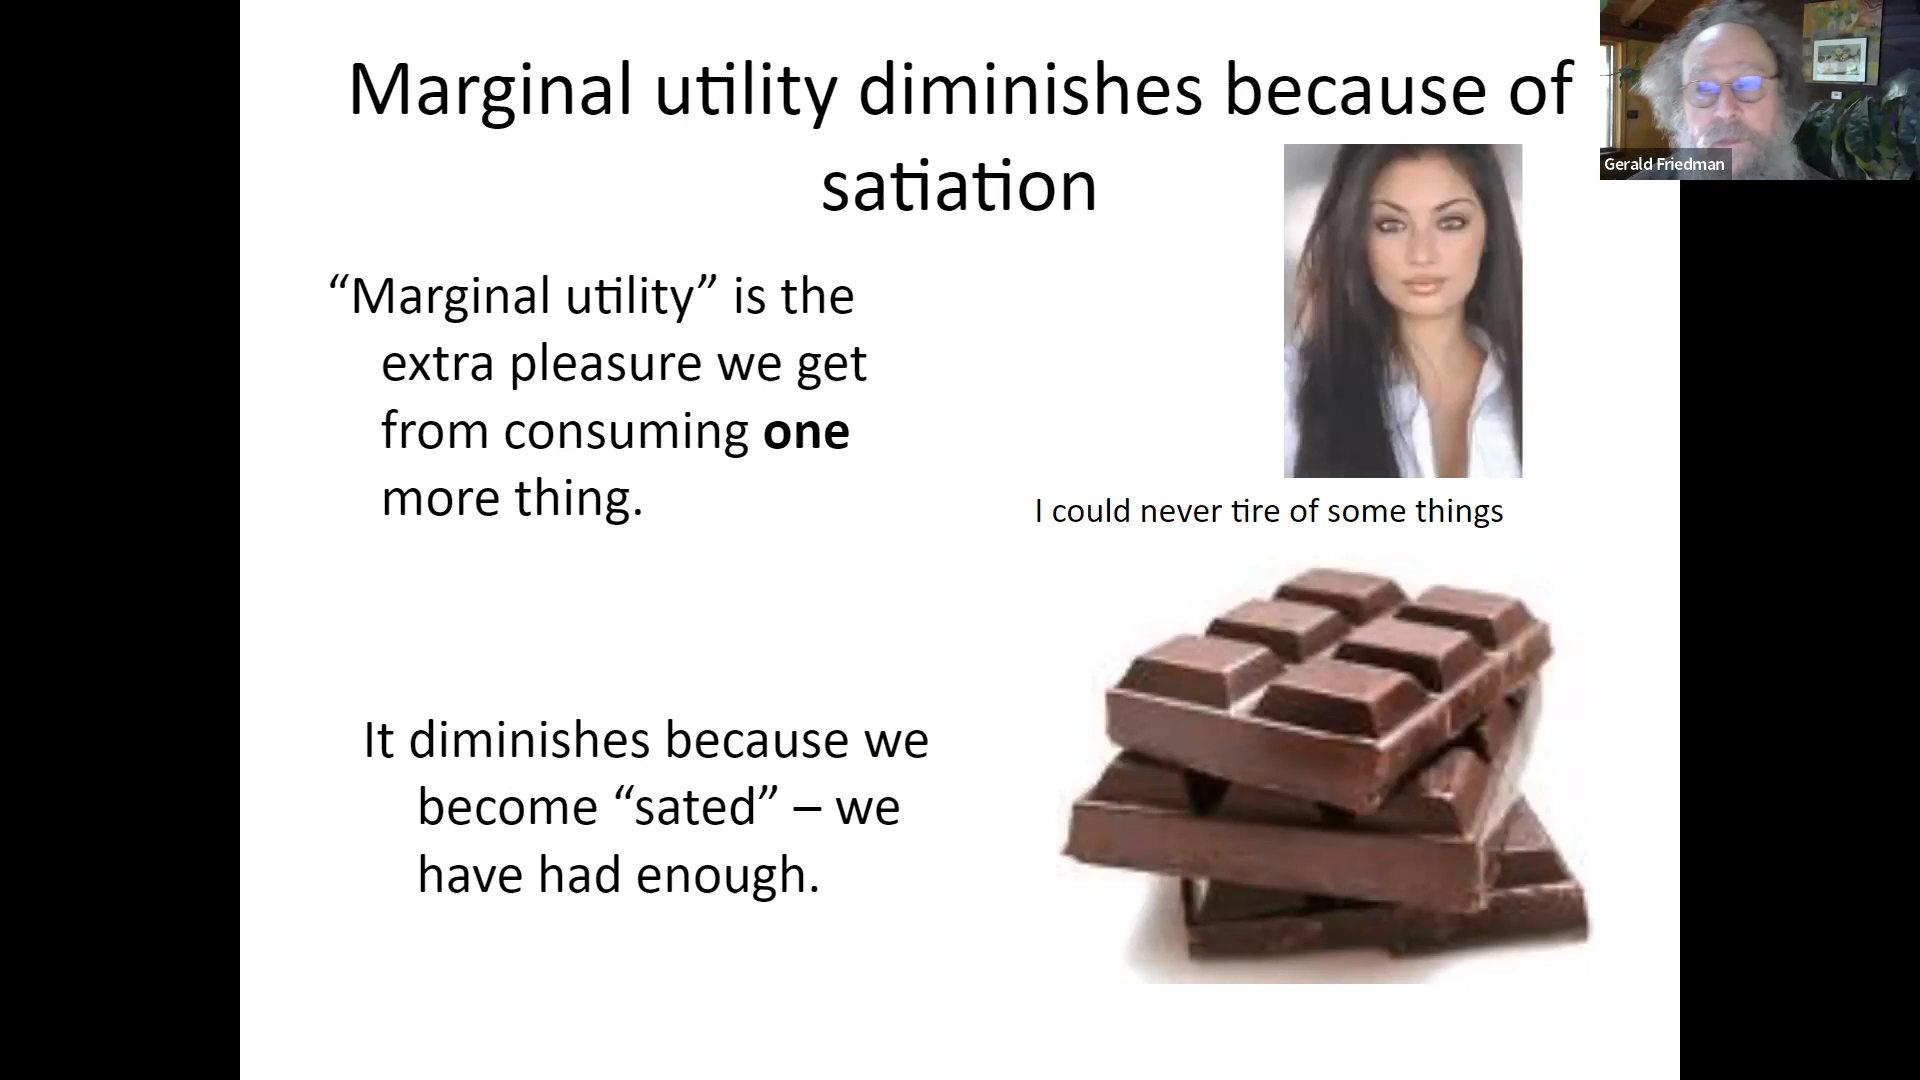 Marginal utility diminishes because of
satiation
Gerald Friedman
“Marginal utility” is the
extra pleasure we get
from consuming one
more thing.
I could never tire of some things
It diminishes because we
become “sated” – we
have had enough.